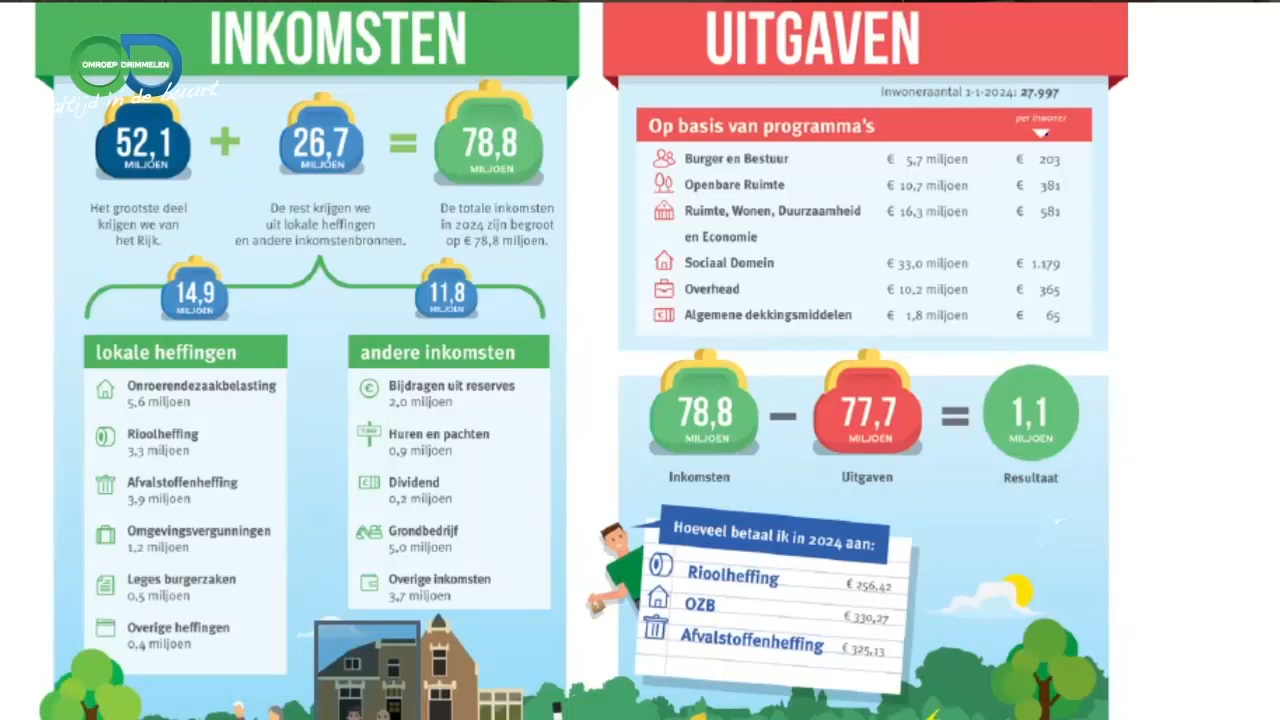 INKOMSTEN
OMROEP DRIMMELEN
altijd in de buurt
52,1
MILJOEN
+
26,7
MILJOEN
=
78,8
MILJOEN
Het grootste deel
krijgen we van
het Rijk.
De rest krijgen we
uit lokale heffingen
en andere inkomstenbronnen.
De totale inkomsten
in 2024 zijn begroot
op € 78,8 miljoen.
14,9
MILJOEN
11,8
MILJOEN
lokale heffingen
Onroerendezaakbelasting
5,6 miljoen
Rioolheffing
3,3 miljoen
Afvalstoffenheffing
3,9 miljoen
Omgevingsvergunningen
1,2 miljoen
Leges burgerzaken
0,5 miljoen
Overige heffingen
0,4 miljoen
andere inkomsten
Bijdragen uit reserves
2,0 miljoen
Huren en pachten
0,9 miljoen
Dividend
0,2 miljoen
Grondbedrijf
5,0 miljoen
Overige inkomsten
3,7 miljoen
UITGAVEN
Inwoneraantal 1-1-2024: 27.997
Op basis van programma's per inwoner
Burger en Bestuur € 5,7 miljoen € 203
Openbare Ruimte € 10,7 miljoen € 381
Ruimte, Wonen, Duurzaamheid € 16,3 miljoen € 581
en Economie
Sociaal Domein € 33,0 miljoen € 1.179
Overhead € 10,2 miljoen € 365
Algemene dekkingsmiddelen € 1,8 miljoen € 65
78,8
MILJOEN
Inkomsten
–
77,7
MILJOEN
Uitgaven
=
1,1
MILJOEN
Resultaat
Hoeveel betaal ik in 2024 aan:
Rioolheffing € 256,42
OZB € 330,27
Afvalstoffenheffing € 325,13